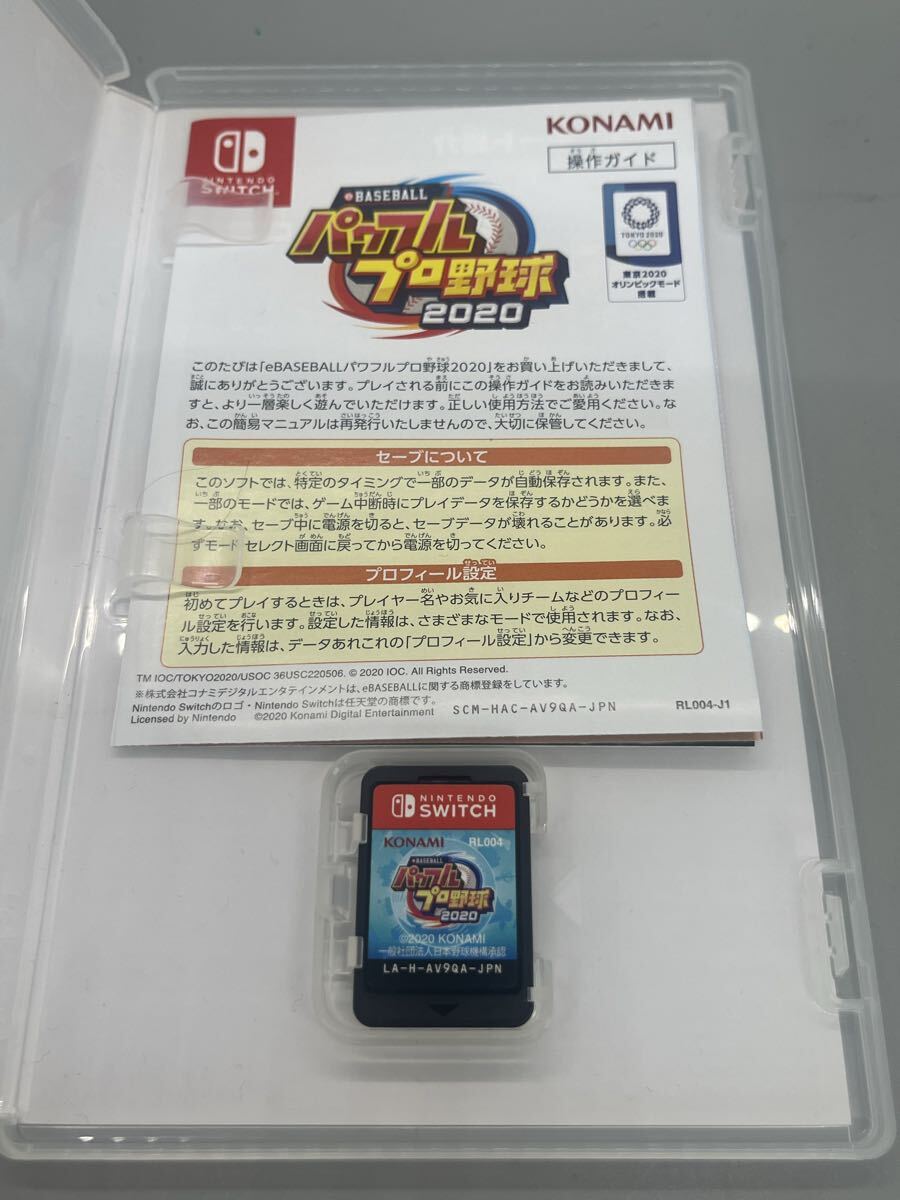 NINTENDO
SWITCH
KONAMI
操作ガイド
eBASEBALL
パワフル
プロ野球
2020
TOKYO 2020
東京2020
オリンピックモード
搭載
このたびは「eBASEBALLパワフルプロ野球2020」をお買い上げいただきまして、
誠にありがとうございます。プレイされる前にこの操作ガイドをお読みいただきま
すと、より一層楽しく遊んでいただけます。正しい使用方法でご愛用ください。な
お、この簡易マニュアルは再発行いたしませんので、大切に保管してください。
セーブについて
このソフトでは、特定のタイミングで一部のデータが自動保存されます。また、
一部のモードでは、ゲーム中断時にプレイデータを保存するかどうかを選べま
す。なお、セーブ中に電源を切ると、セーブデータが壊れることがあります。必
ずモードセレクト画面に戻ってから電源を切ってください。
プロフィール設定
初めてプレイするときは、プレイヤー名やお気に入りチームなどのプロフィー
ル設定を行います。設定した情報は、さまざまなモードで使用されます。なお、
入力した情報は、データあれこれの「プロフィール設定」から変更できます。
TM IOC/TOKYO2020/USOC 36USC220506. © 2020 IOC. All Rights Reserved.
※株式会社コナミデジタルエンタテインメントは、eBASEBALLに関する商標登録をしています。
Nintendo Switchのロゴ・Nintendo Switchは任天堂の商標です。
Licensed by Nintendo ©2020 Konami Digital Entertainment SCM-HAC-AV9QA-JPN RL004-J1
NINTENDO
SWITCH
KONAMI RL004
eBASEBALL
パワフル
プロ野球
2020
©2020 KONAMI
一般社団法人日本野球機構承認
LA-H-AV9QA-JPN